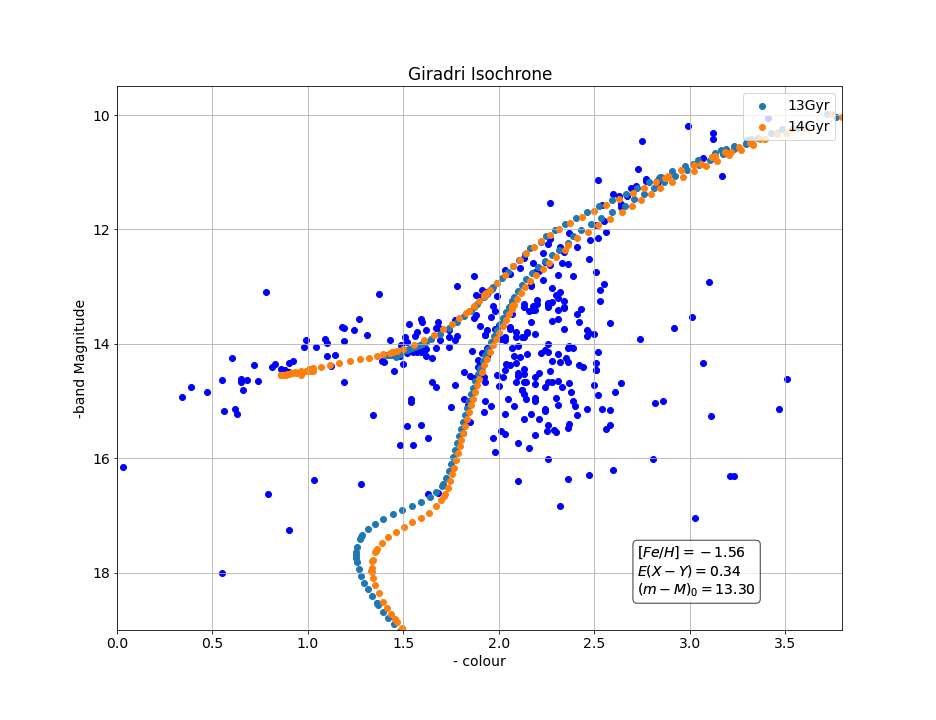 Giradri Isochrone
13Gyr
14Gyr
-band Magnitude
10
12
14
16
18
[Fe/H] = −1.56
E(X − Y) = 0.34
(m − M)₀ = 13.30
0.0 0.5 1.0 1.5 2.0 2.5 3.0 3.5
- colour